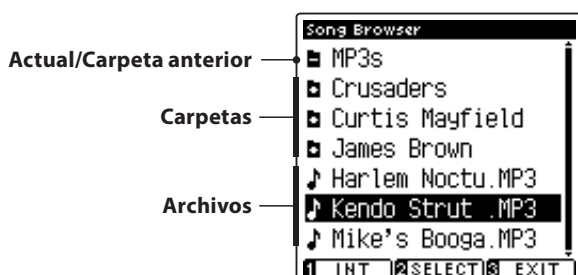 Song Browser
Actual/Carpeta anterior
MP3s
Crusaders
Carpetas
Curtis Mayfield
James Brown
Harlem Noctu.MP3
Archivos
Kendo Strut .MP3
Mike's Booga.MP3
1 INT 2 SELECT 3 EXIT